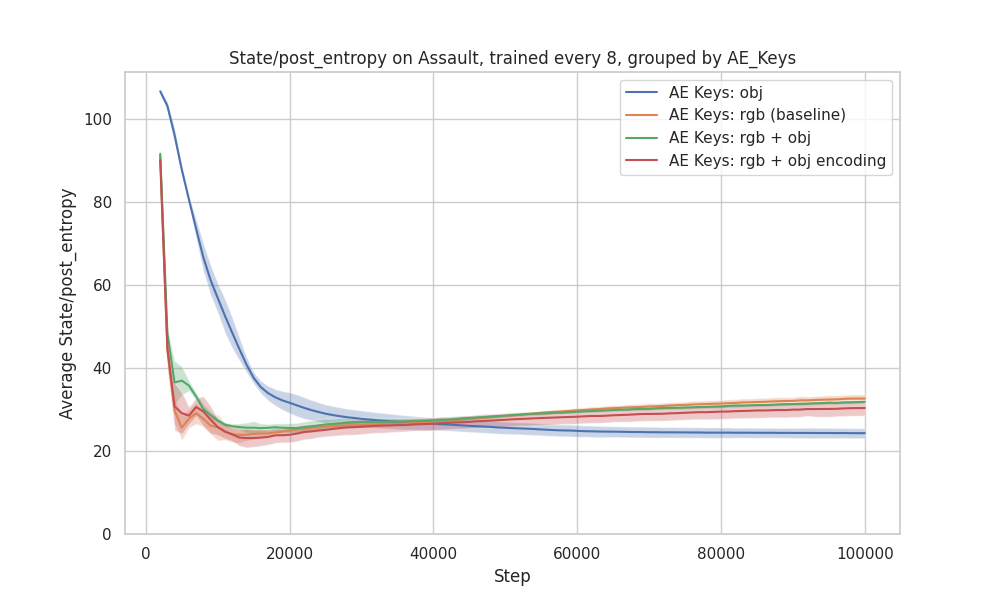 State/post_entropy on Assault, trained every 8, grouped by AE_Keys
AE Keys: obj
AE Keys: rgb (baseline)
AE Keys: rgb + obj
AE Keys: rgb + obj encoding
Average State/post_entropy
100
80
60
40
20
0
0 20000 40000 60000 80000 100000
Step